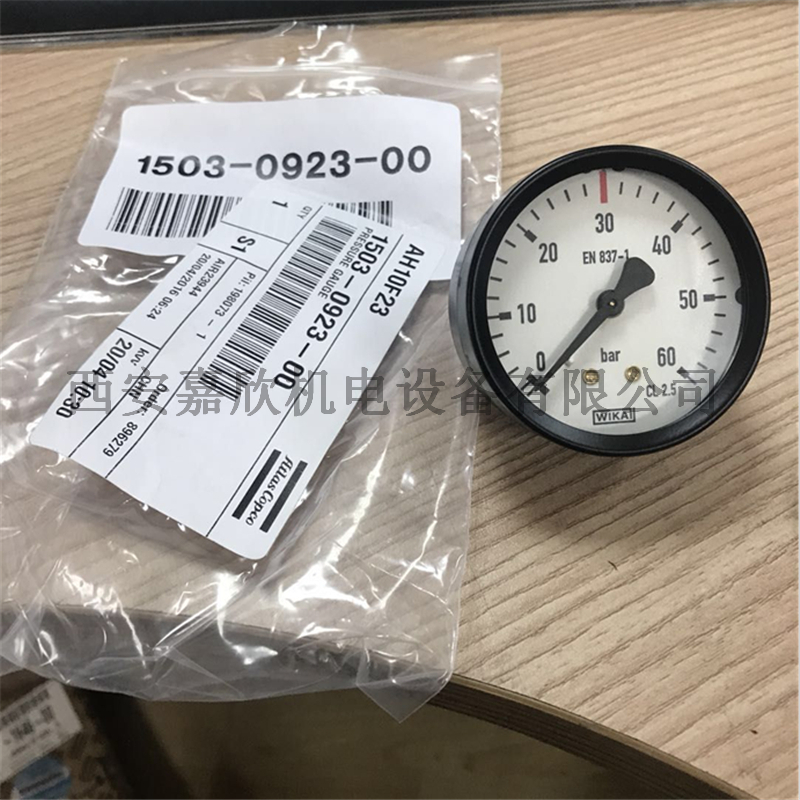 1503-0923-00
AH10F23
1503-0923-00
PRESSURE GAUGE
QTY
1
S1
PII:198073 - 1
AIR23944
20/04/2016 06:24
Order: 896279
20/04 10:30
Atlas Copco
0
10
20
30
40
50
60
EN 837-1
bar
CL 2.5
WIKA
西安嘉欣机电设备有限公司